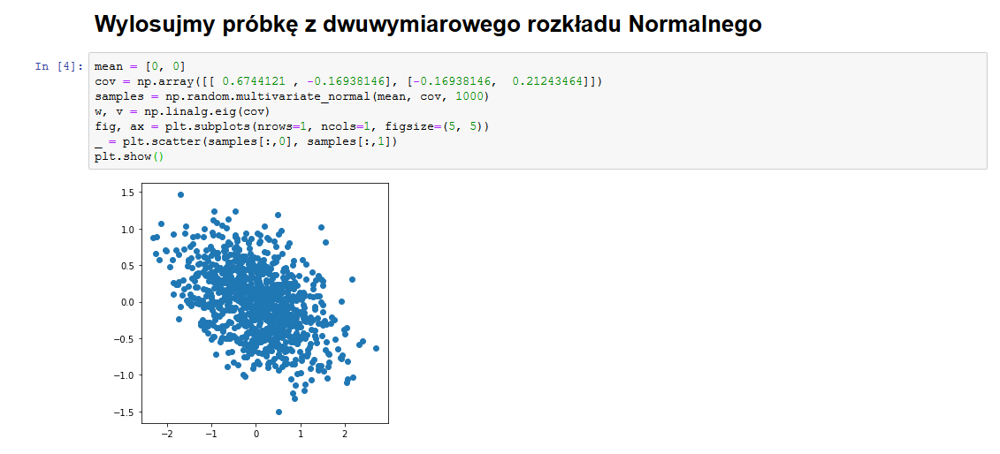 Wylosujmy próbkę z dwuwymiarowego rozkładu Normalnego
In [4]: mean = [0, 0]
cov = np.array([[ 0.6744121 , -0.16938146], [-0.16938146,  0.21243464]])
samples = np.random.multivariate_normal(mean, cov, 1000)
w, v = np.linalg.eig(cov)
fig, ax = plt.subplots(nrows=1, ncols=1, figsize=(5, 5))
_ = plt.scatter(samples[:,0], samples[:,1])
plt.show()
1.5
1.0
0.5
0.0
−0.5
−1.0
−1.5
−2 −1 0 1 2